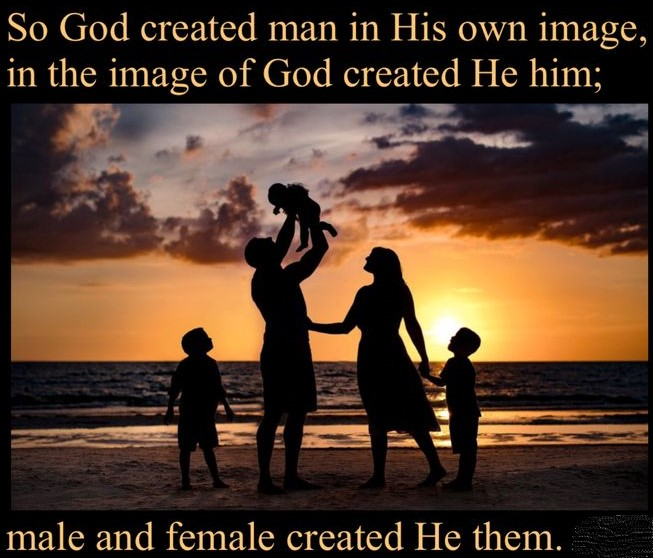 So God created man in His own image,
in the image of God created He him;
male and female created He them.